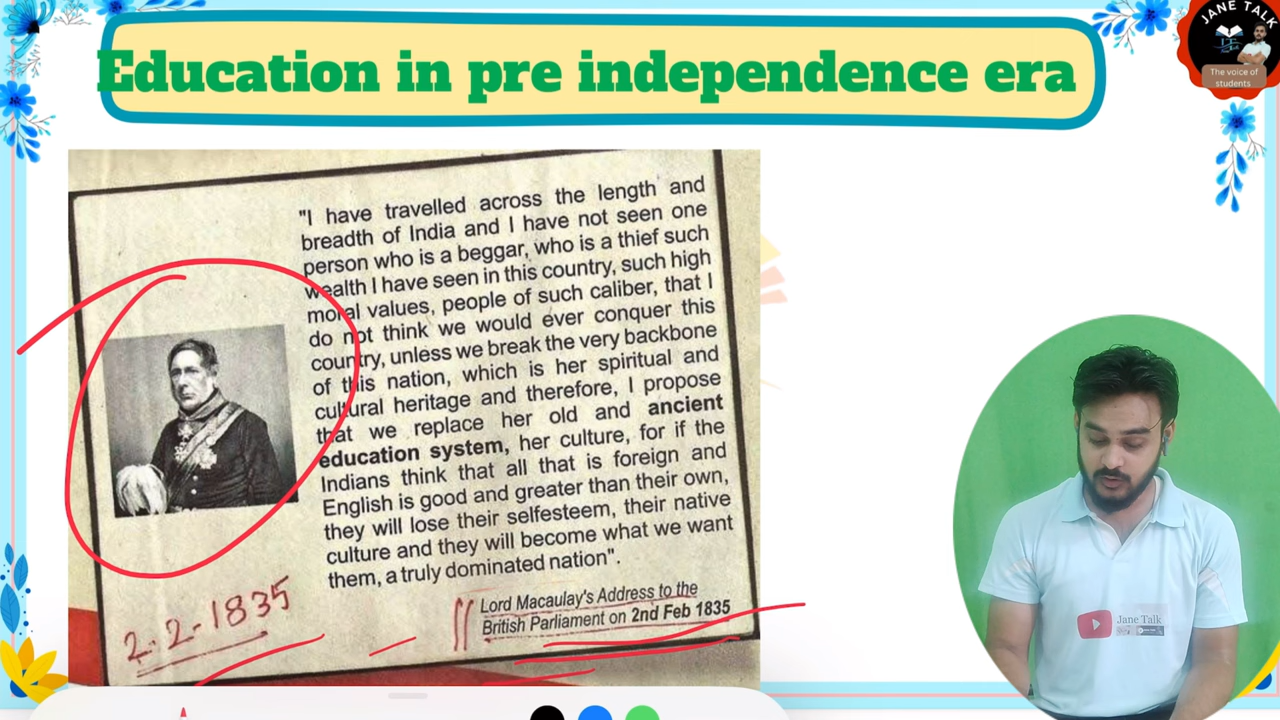 Education in pre independence era
JANE TALK
The voice of
students
"I have travelled across the length and
breadth of India and I have not seen one
person who is a beggar, who is a thief such
wealth I have seen in this country, such high
moral values, people of such caliber, that I
do not think we would ever conquer this
country, unless we break the very backbone
of this nation, which is her spiritual and
cultural heritage and therefore, I propose
that we replace her old and ancient
education system, her culture, for if the
Indians think that all that is foreign and
English is good and greater than their own,
they will lose their selfesteem, their native
culture and they will become what we want
them, a truly dominated nation".
Lord Macaulay's Address to the
British Parliament on 2nd Feb 1835
2-2-1835
Jane Talk